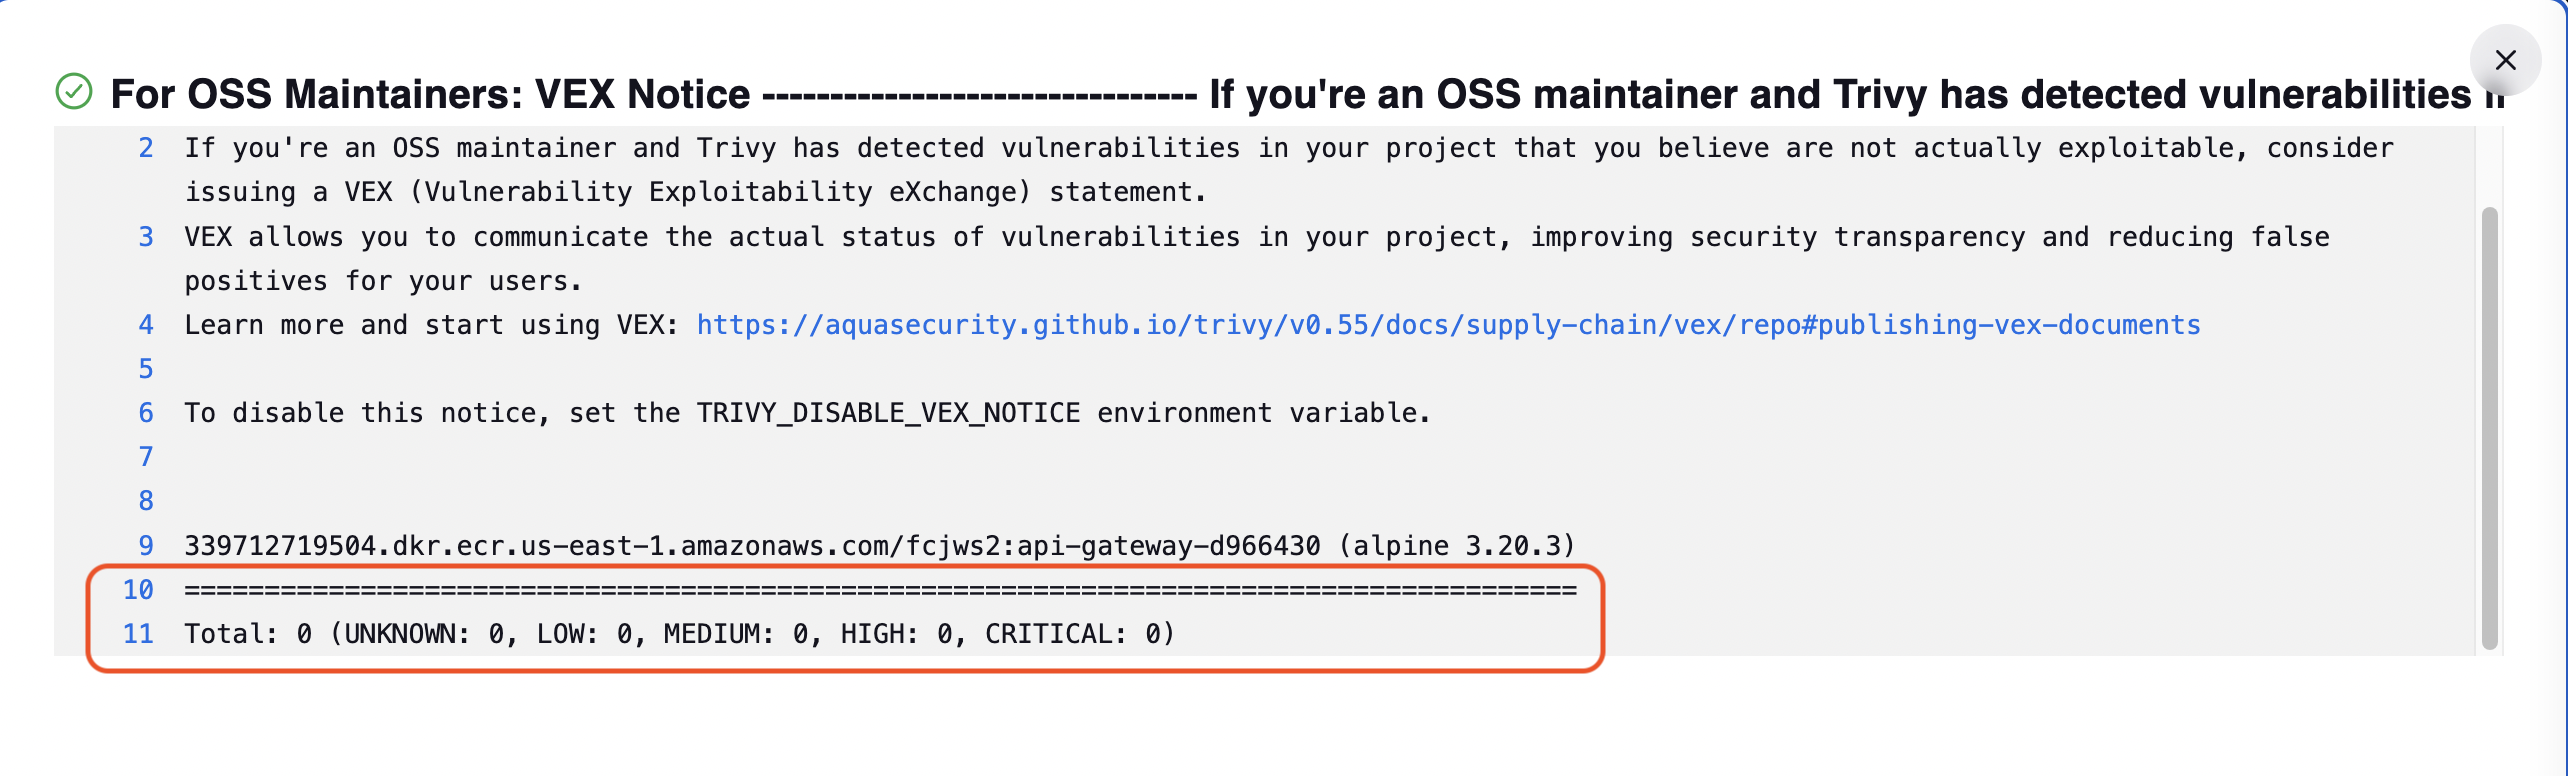 For OSS Maintainers: VEX Notice -------------------------------- If you're an OSS maintainer and Trivy has detected vulnerabilities
2 If you're an OSS maintainer and Trivy has detected vulnerabilities in your project that you believe are not actually exploitable, consider
issuing a VEX (Vulnerability Exploitability eXchange) statement.
3 VEX allows you to communicate the actual status of vulnerabilities in your project, improving security transparency and reducing false
positives for your users.
4 Learn more and start using VEX: https://aquasecurity.github.io/trivy/v0.55/docs/supply-chain/vex/repo#publishing-vex-documents
5
6 To disable this notice, set the TRIVY_DISABLE_VEX_NOTICE environment variable.
7
8
9 339712719504.dkr.ecr.us-east-1.amazonaws.com/fcjws2:api-gateway-d966430 (alpine 3.20.3)
10 =======================================================================================
11 Total: 0 (UNKNOWN: 0, LOW: 0, MEDIUM: 0, HIGH: 0, CRITICAL: 0)